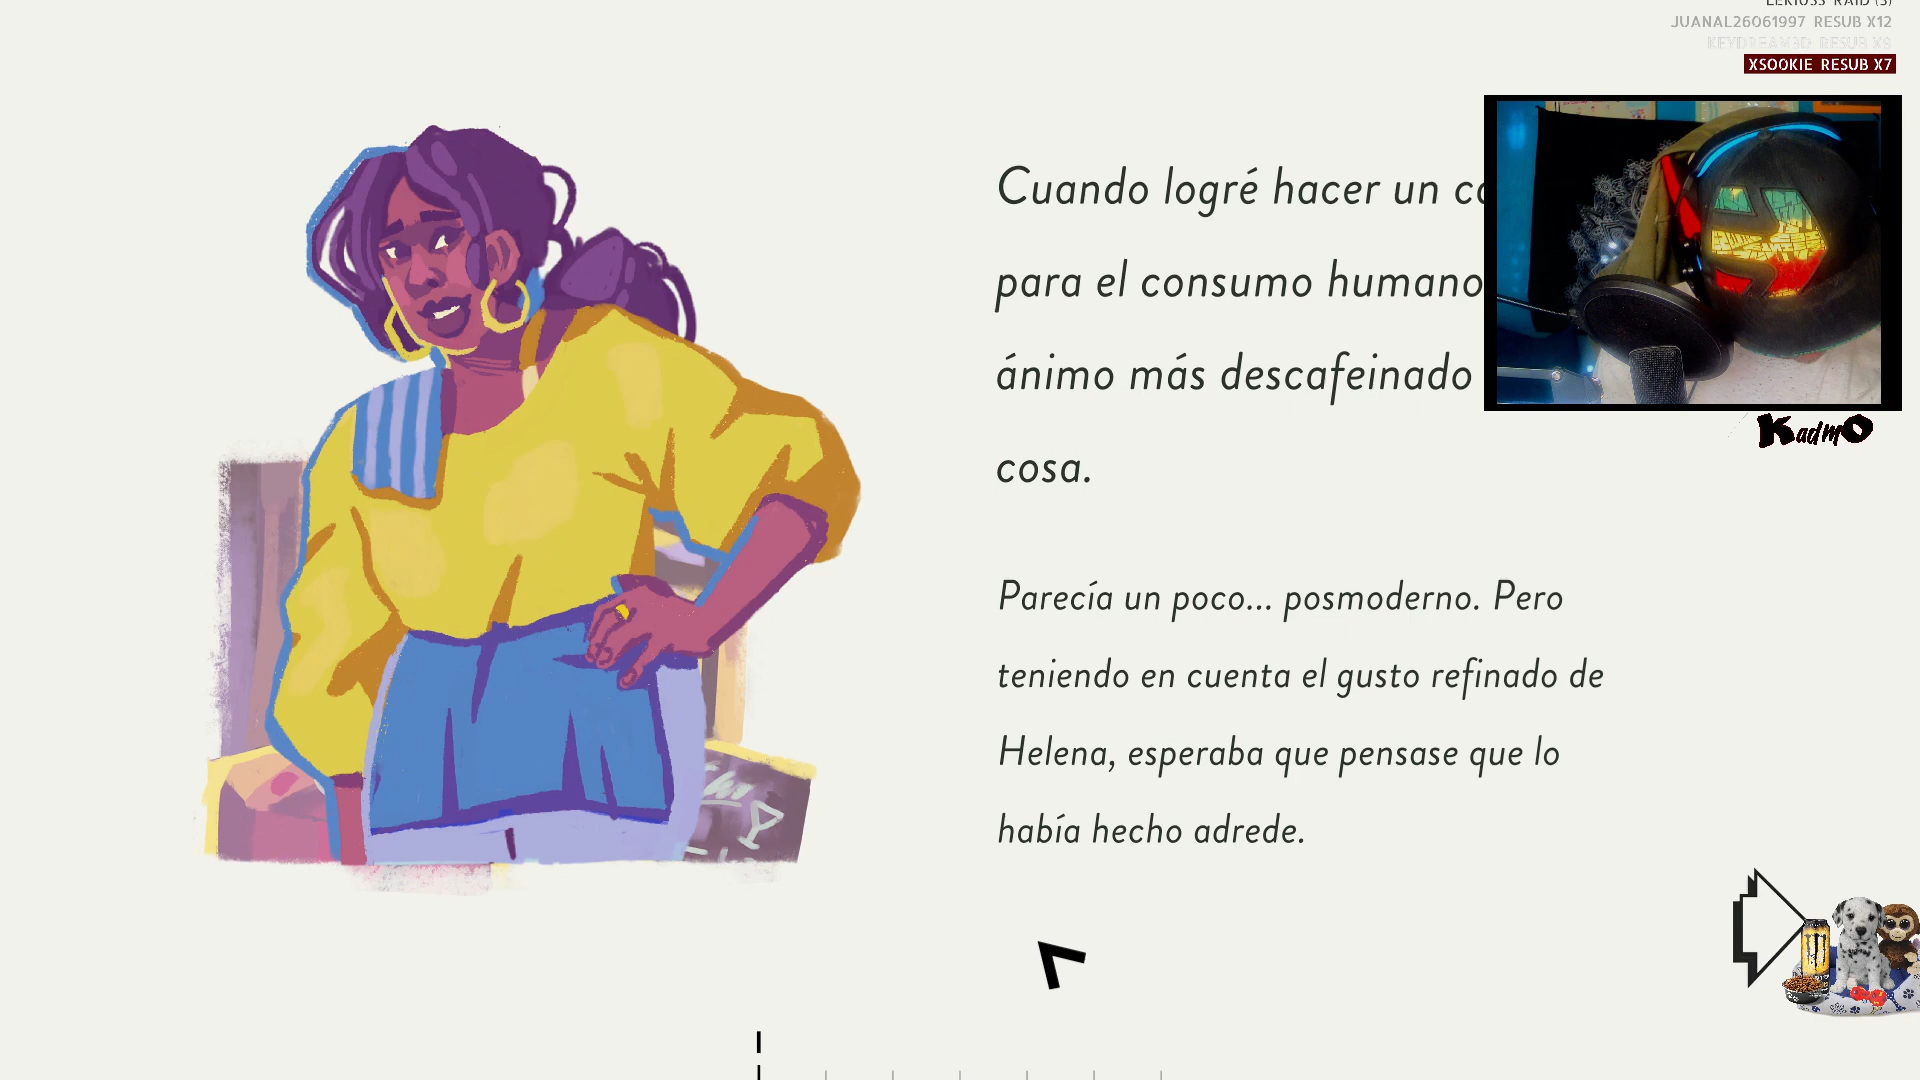 JUANAL26061997 RESUB X12
XSOOKIE RESUB X7
Cuando logré hacer un
para el consumo humano
ánimo más descafeinado
cosa.
Parecía un poco... posmoderno. Pero
teniendo en cuenta el gusto refinado de
Helena, esperaba que pensase que lo
había hecho adrede.
KadmO